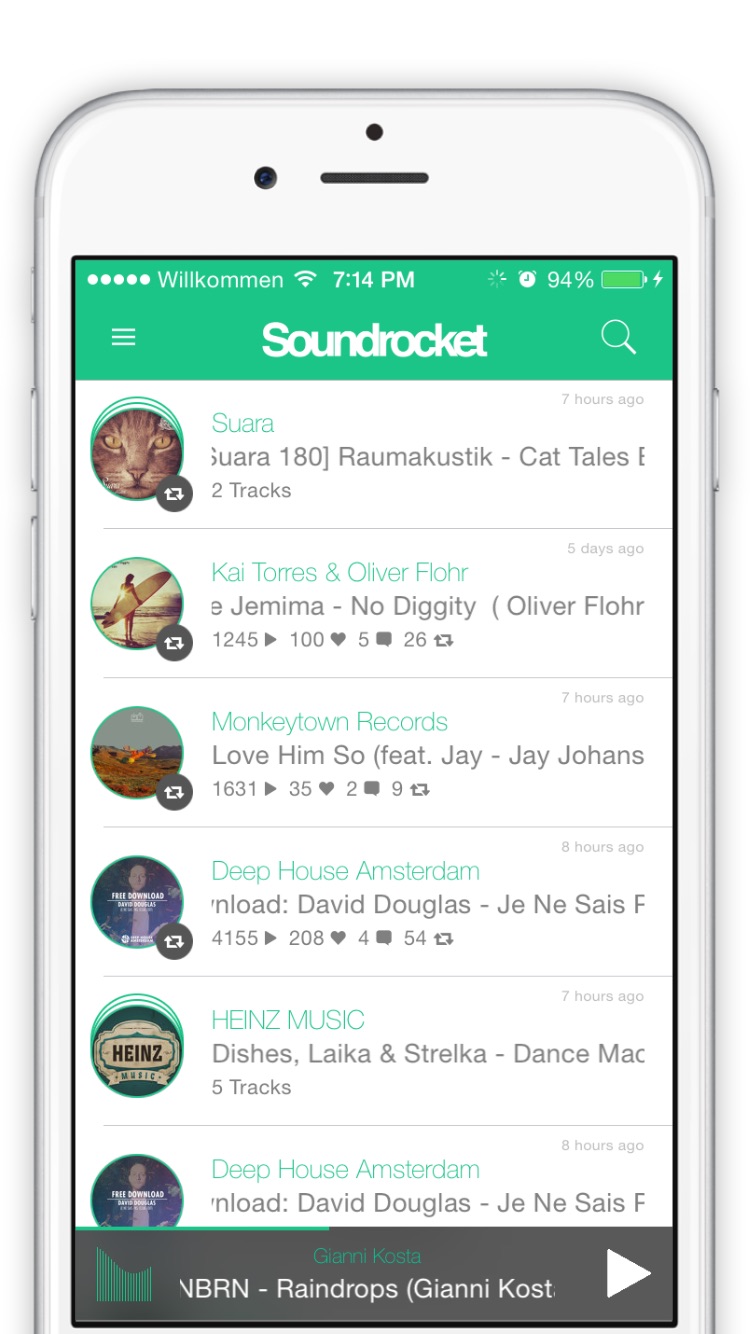 Willkommen 7:14 PM 94%
Soundrocket
7 hours ago
Suara
Suara 180] Raumakustik - Cat Tales E
2 Tracks
5 days ago
Kai Torres & Oliver Flohr
e Jemima - No Diggity ( Oliver Flohr
1245 100 5 26
7 hours ago
Monkeytown Records
Love Him So (feat. Jay - Jay Johans
1631 35 2 9
8 hours ago
FREE DOWNLOAD
DAVID DOUGLAS
Deep House Amsterdam
nload: David Douglas - Je Ne Sais P
4155 208 4 54
7 hours ago
HEINZ
MUSIC
HEINZ MUSIC
Dishes, Laika & Strelka - Dance Mac
5 Tracks
8 hours ago
FREE DOWNLOAD
DAVID DOUGLAS
Deep House Amsterdam
nload: David Douglas - Je Ne Sais P
Gianni Kosta
NBRN - Raindrops (Gianni Kosta